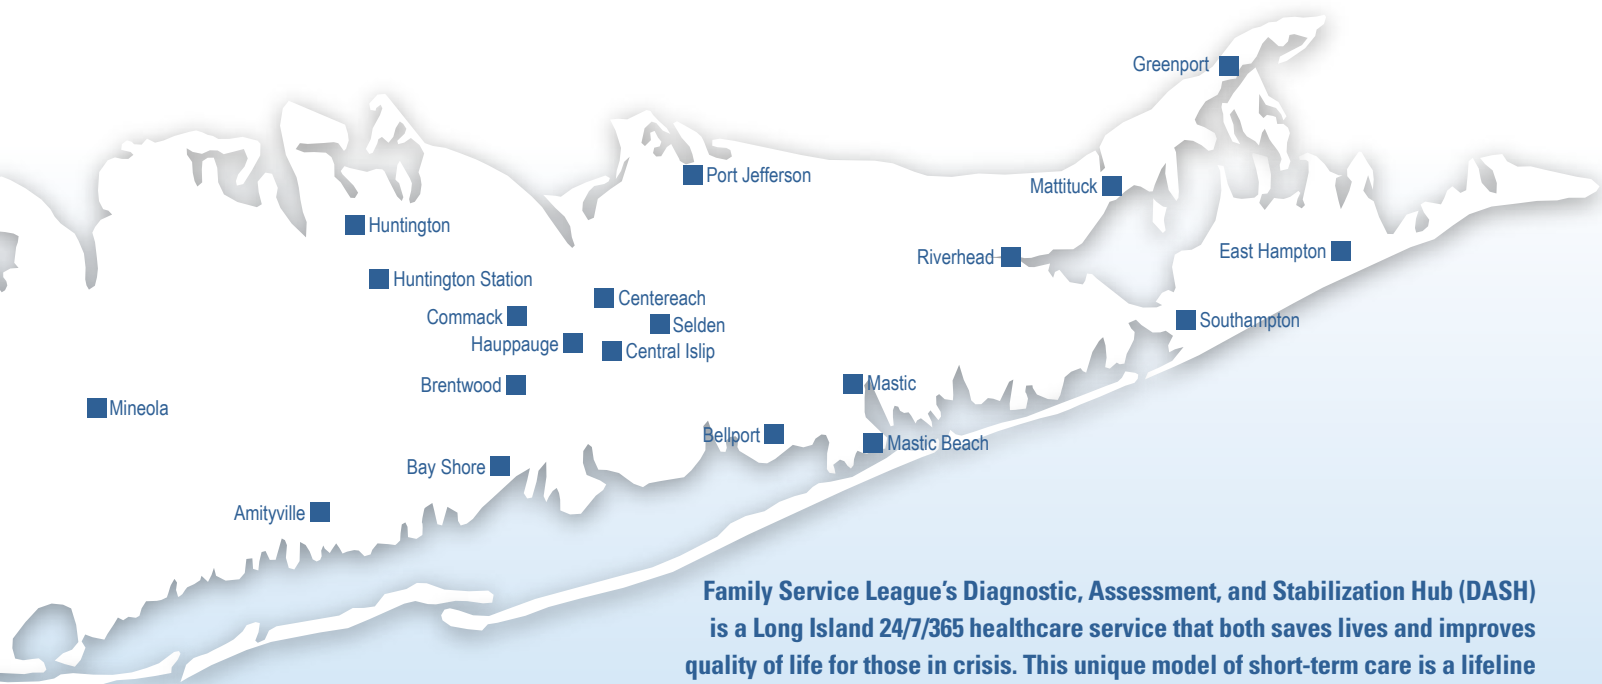 Greenport
Port Jefferson
Mattituck
Huntington
East Hampton
Riverhead
Huntington Station
Centereach
Commack
Southampton
Selden
Hauppauge
Central Islip
Brentwood
Mastic
Mineola
Bellport
Mastic Beach
Bay Shore
Amityville
Family Service League’s Diagnostic, Assessment, and Stabilization Hub (DASH)
is a Long Island 24/7/365 healthcare service that both saves lives and improves
quality of life for those in crisis. This unique model of short-term care is a lifeline